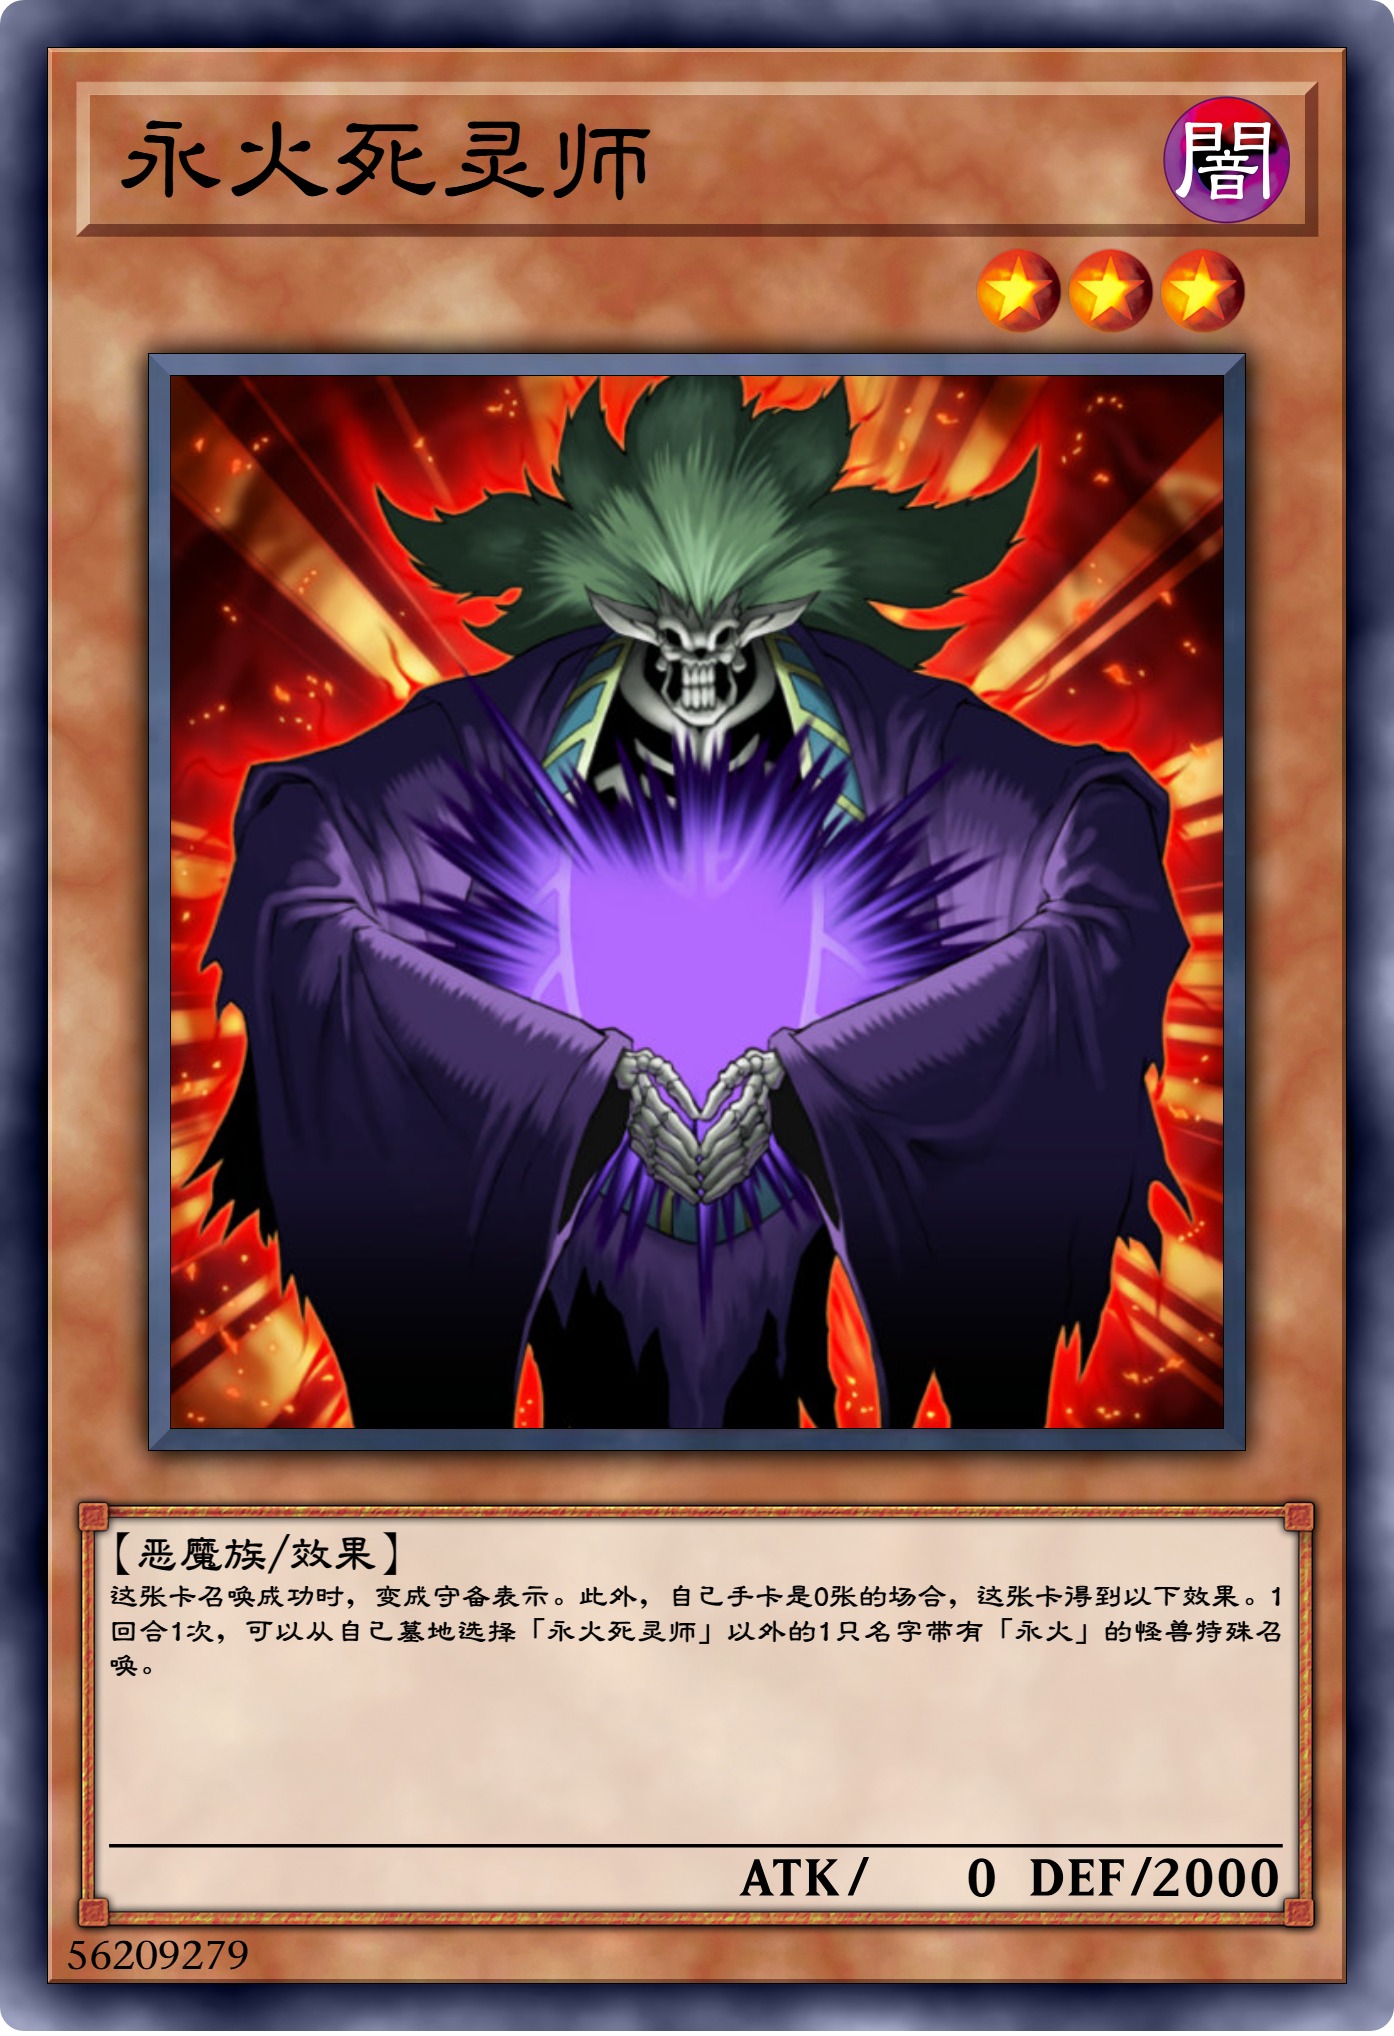 永火死灵师
闇
【恶魔族/效果】
这张卡召唤成功时，变成守备表示。此外，自己手卡是0张的场合，这张卡得到以下效果。1
回合1次，可以从自己墓地选择「永火死灵师」以外的1只名字带有「永火」的怪兽特殊召
唤。
ATK/ 0 DEF/2000
56209279